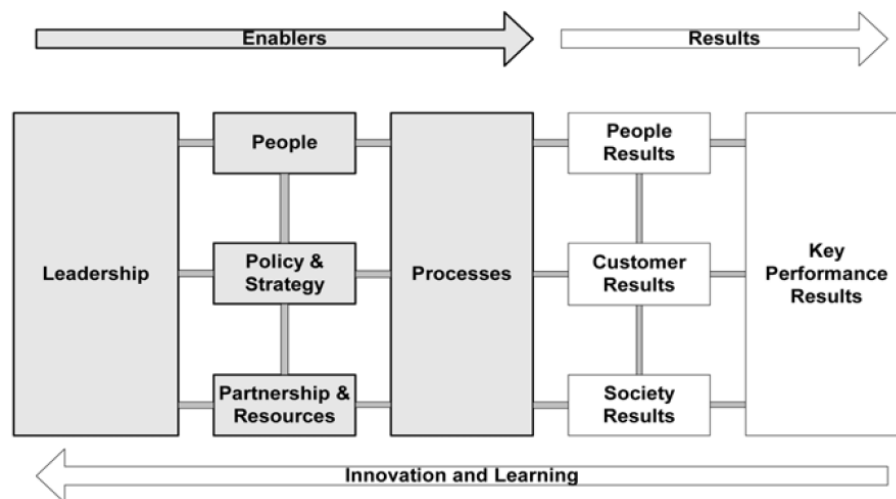 Enablers
Results
Leadership
People
Policy &
Strategy
Partnership &
Resources
Processes
People
Results
Customer
Results
Society
Results
Key
Performance
Results
Innovation and Learning